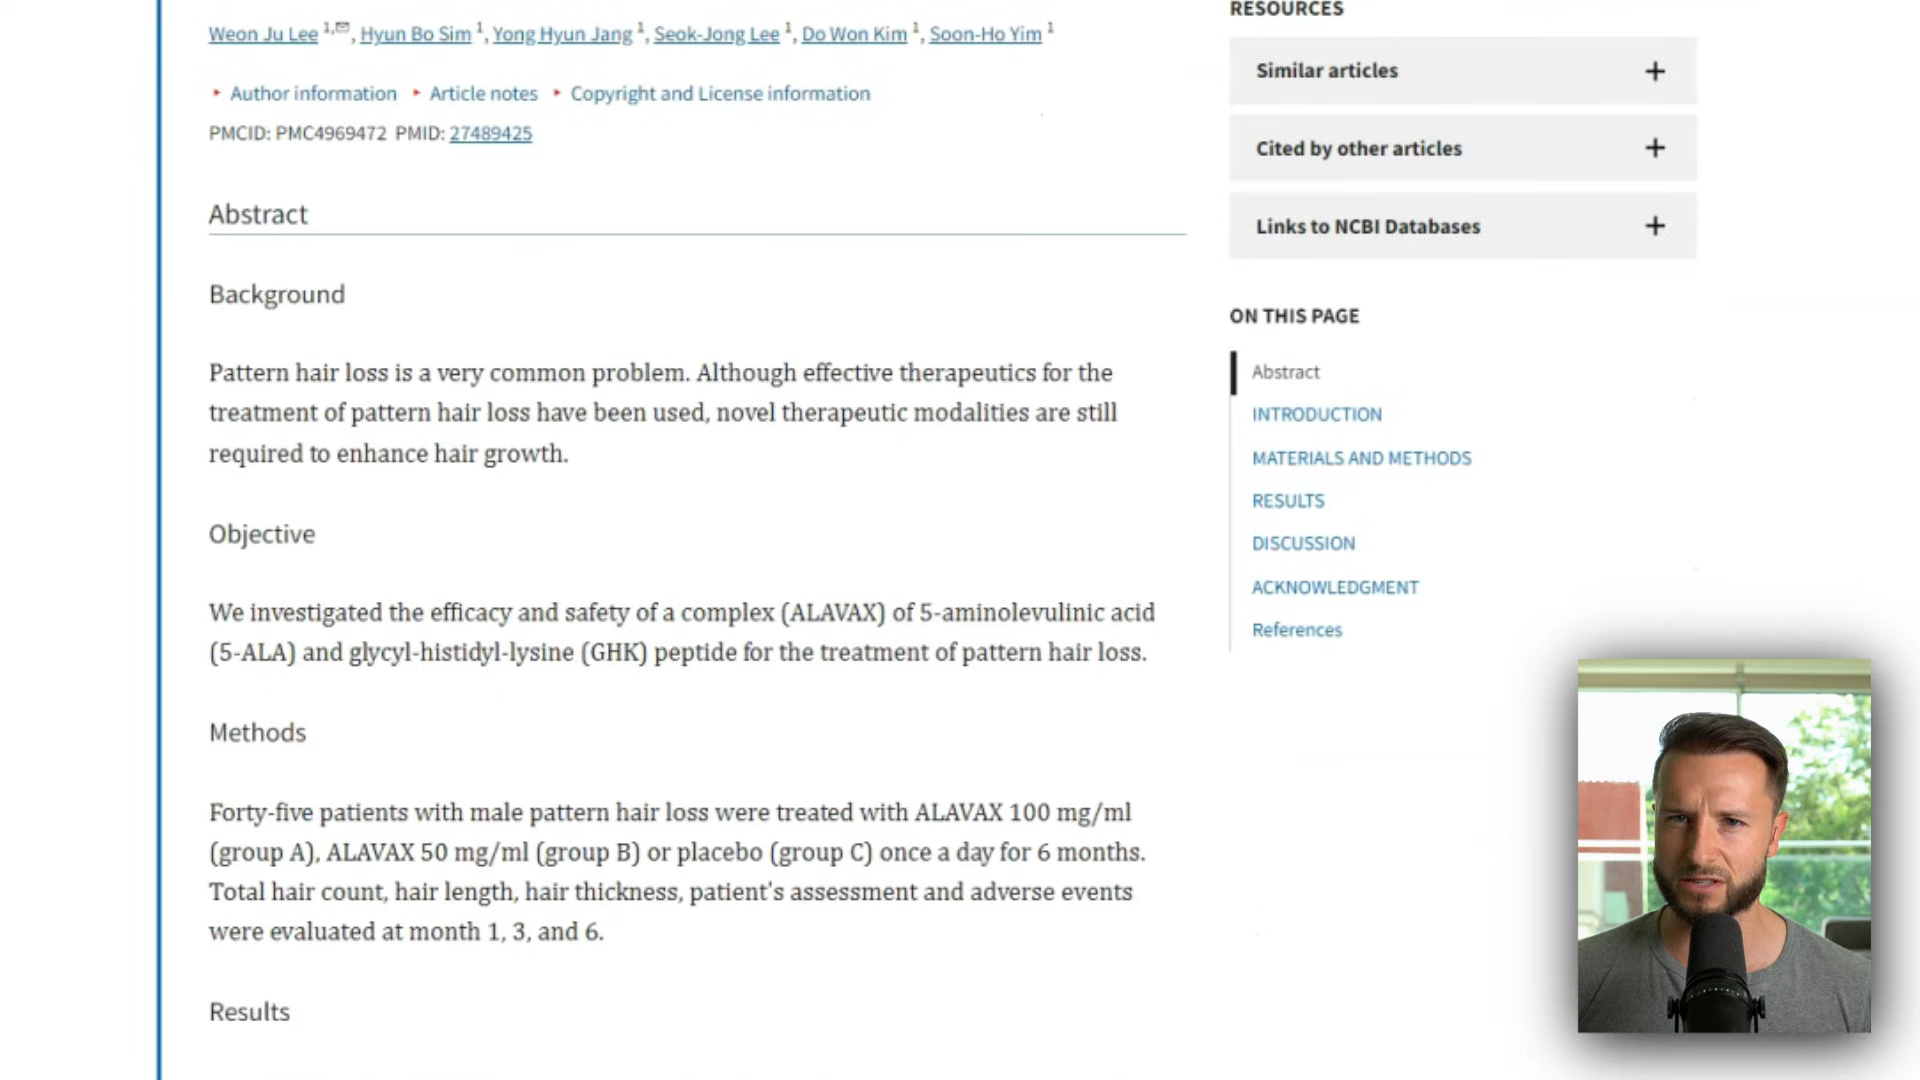 Weon Ju Lee 1,✉, Hyun Bo Sim 1, Yong Hyun Jang 1, Seok-Jong Lee 1, Do Won Kim 1, Soon-Ho Yim 1
Author information Article notes Copyright and License information
PMCID: PMC4969472 PMID: 27489425
Abstract
Background
Pattern hair loss is a very common problem. Although effective therapeutics for the
treatment of pattern hair loss have been used, novel therapeutic modalities are still
required to enhance hair growth.
Objective
We investigated the efficacy and safety of a complex (ALAVAX) of 5-aminolevulinic acid
(5-ALA) and glycyl-histidyl-lysine (GHK) peptide for the treatment of pattern hair loss.
Methods
Forty-five patients with male pattern hair loss were treated with ALAVAX 100 mg/ml
(group A), ALAVAX 50 mg/ml (group B) or placebo (group C) once a day for 6 months.
Total hair count, hair length, hair thickness, patient's assessment and adverse events
were evaluated at month 1, 3, and 6.
Results
RESOURCES
Similar articles
Cited by other articles
Links to NCBI Databases
ON THIS PAGE
Abstract
INTRODUCTION
MATERIALS AND METHODS
RESULTS
DISCUSSION
ACKNOWLEDGMENT
References